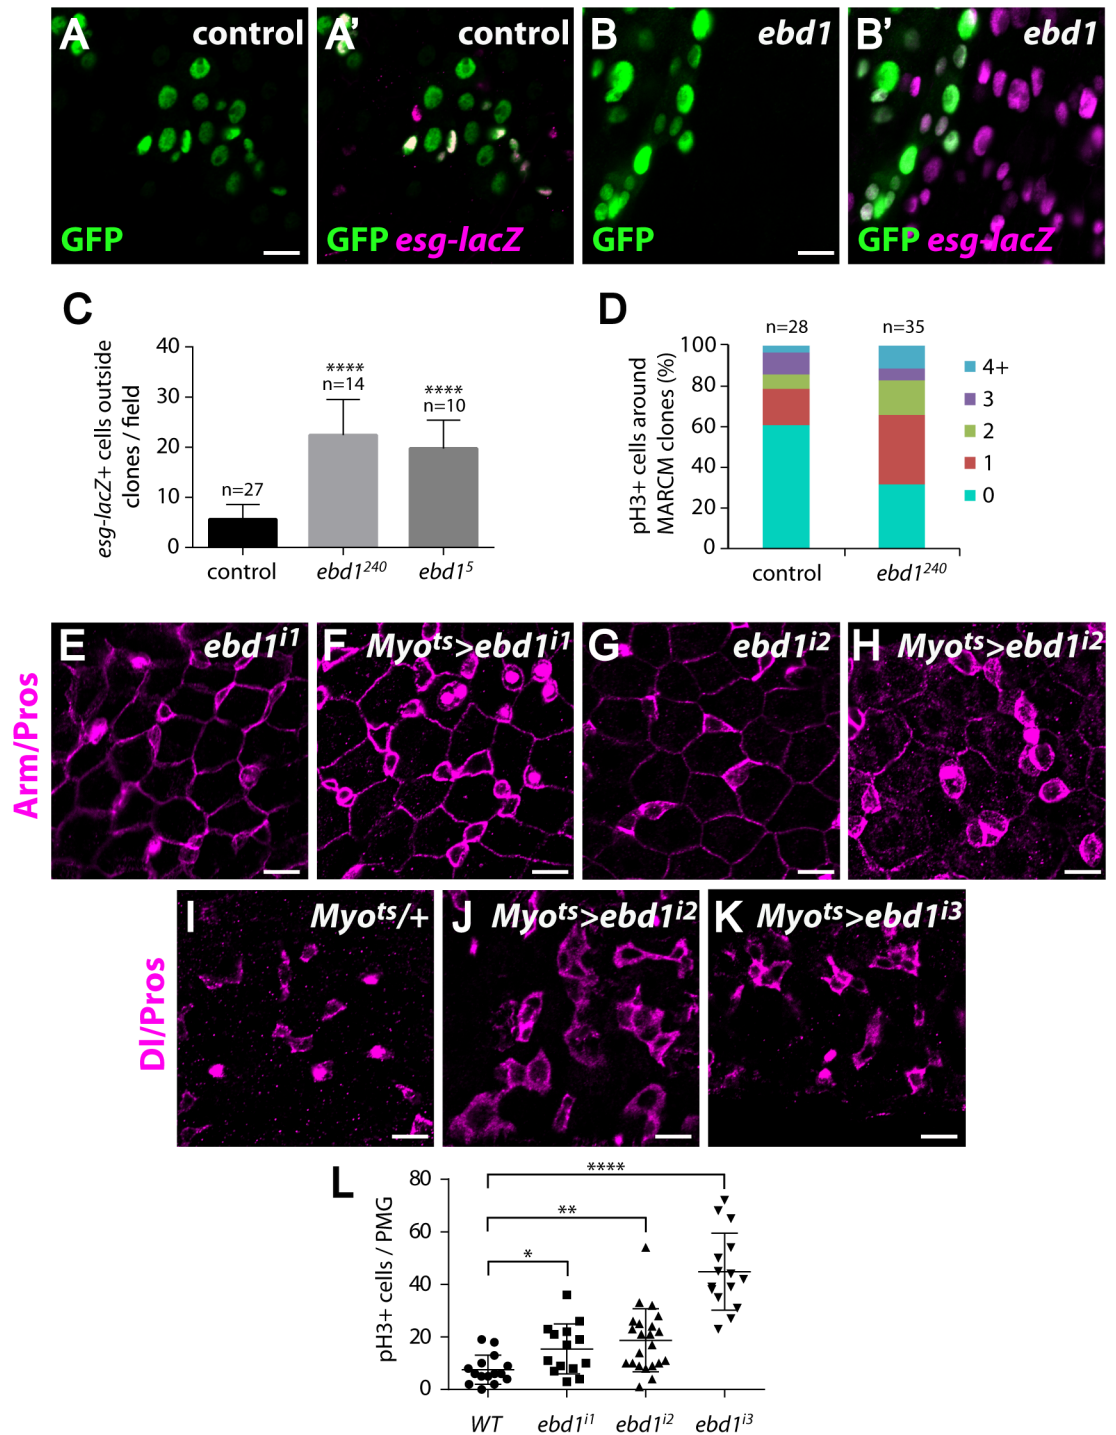 A control
GFP
A' control
GFP esg-lacZ
B ebd1
GFP
B' ebd1
GFP esg-lacZ
C
esg-lacZ+ cells outside
clones / field
40
30
20
10
0
n=27
****
n=14
****
n=10
control
ebd1²⁴⁰
ebd1⁵
D
pH3+ cells around
MARCM clones (%)
100
80
60
40
20
0
n=28
n=35
control
ebd1²⁴⁰
4+
3
2
1
0
Arm/Pros
E ebd1ⁱ¹
F Myoᵗˢ>ebd1ⁱ¹
G ebd1ⁱ²
H Myoᵗˢ>ebd1ⁱ²
Dl/Pros
I Myoᵗˢ/+
J Myoᵗˢ>ebd1ⁱ²
K Myoᵗˢ>ebd1ⁱ³
L
pH3+ cells / PMG
80
60
40
20
0
****
**
*
WT
ebd1ⁱ¹
ebd1ⁱ²
ebd1ⁱ³